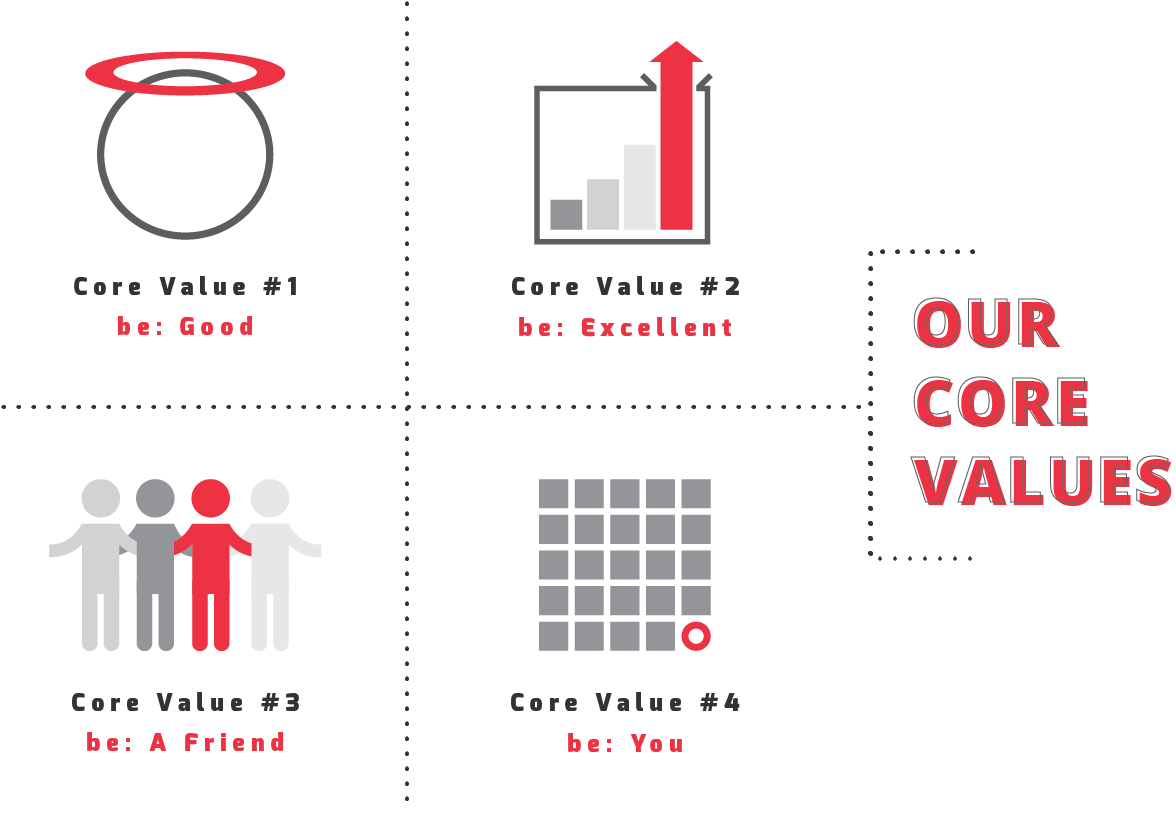 Core Value #1
be: Good
Core Value #2
be: Excellent
OUR
CORE
VALUES
Core Value #3
be: A Friend
Core Value #4
be: You